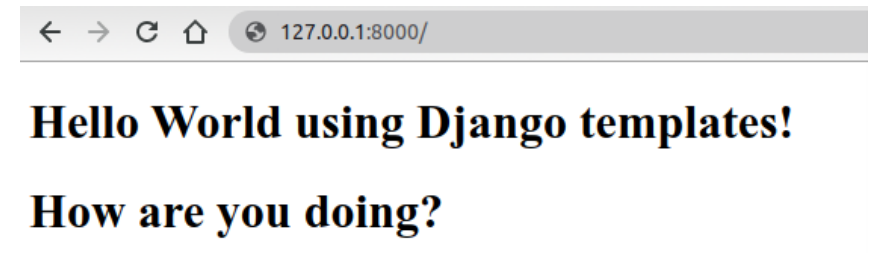 127.0.0.1:8000/
Hello World using Django templates!
How are you doing?